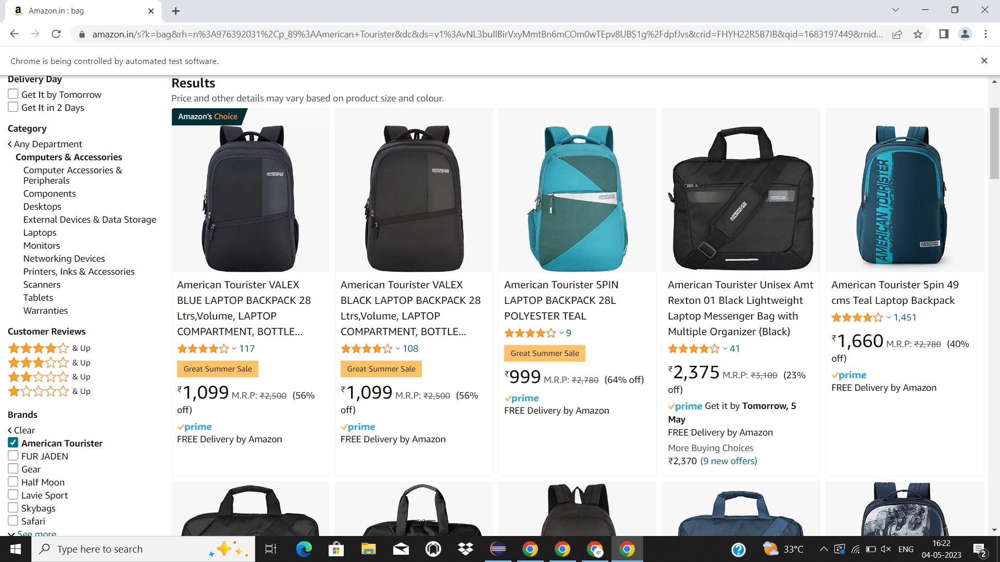 Amazon.in : bag
amazon.in/s?k=bag&rh=n%3A976392031%2Cp_89%3AAmerican+Tourister&dc&ds=v1%3AvNL3buIlBirVxyMmtBn6mCOm0wTEpv8UBS1g%2FdpfJvs&crid=FHYH22R5B7IB&qid=1683197449&rnid...
Chrome is being controlled by automated test software.
Delivery Day
Get It by Tomorrow
Get It in 2 Days
Category
Any Department
Computers & Accessories
Computer Accessories &
Peripherals
Components
Desktops
External Devices & Data Storage
Laptops
Monitors
Networking Devices
Printers, Inks & Accessories
Scanners
Tablets
Warranties
Customer Reviews
& Up
& Up
& Up
& Up
Brands
Clear
American Tourister
FUR JADEN
Gear
Half Moon
Lavie Sport
Skybags
Safari
See more
Results
Price and other details may vary based on product size and colour.
Amazon's Choice
AMERICAN
TOURISTER
American Tourister VALEX
BLUE LAPTOP BACKPACK 28
Ltrs,Volume, LAPTOP
COMPARTMENT, BOTTLE...
117
Great Summer Sale
₹1,099 M.R.P: ₹2,500 (56%
off)
prime
FREE Delivery by Amazon
AMERICAN
TOURISTER
American Tourister VALEX
BLACK LAPTOP BACKPACK 28
Ltrs,Volume, LAPTOP
COMPARTMENT, BOTTLE...
108
Great Summer Sale
₹1,099 M.R.P: ₹2,500 (56%
off)
prime
FREE Delivery by Amazon
AMERICAN
TOURISTER
American Tourister SPIN
LAPTOP BACKPACK 28L
POLYESTER TEAL
9
Great Summer Sale
₹999 M.R.P: ₹2,780 (64% off)
prime
FREE Delivery by Amazon
AMERICAN
TOURISTER
AMERICAN
TOURISTER
American Tourister Unisex Amt
Rexton 01 Black Lightweight
Laptop Messenger Bag with
Multiple Organizer (Black)
41
₹2,375 M.R.P: ₹3,100 (23%
off)
prime Get it by Tomorrow, 5
May
FREE Delivery by Amazon
More Buying Choices
₹2,370 (9 new offers)
AMERICAN TOURISTER
AMERICAN
TOURISTER
American Tourister Spin 49
cms Teal Laptop Backpack
1,451
₹1,660 M.R.P: ₹2,780 (40%
off)
prime
FREE Delivery by Amazon
Type here to search
33°C
ENG
16:22
04-05-2023
2